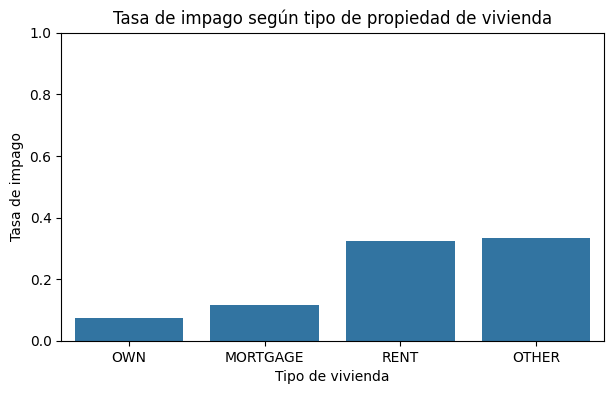 Tasa de impago según tipo de propiedad de vivienda
Tasa de impago
1.0
0.8
0.6
0.4
0.2
0.0
OWN MORTGAGE RENT OTHER
Tipo de vivienda